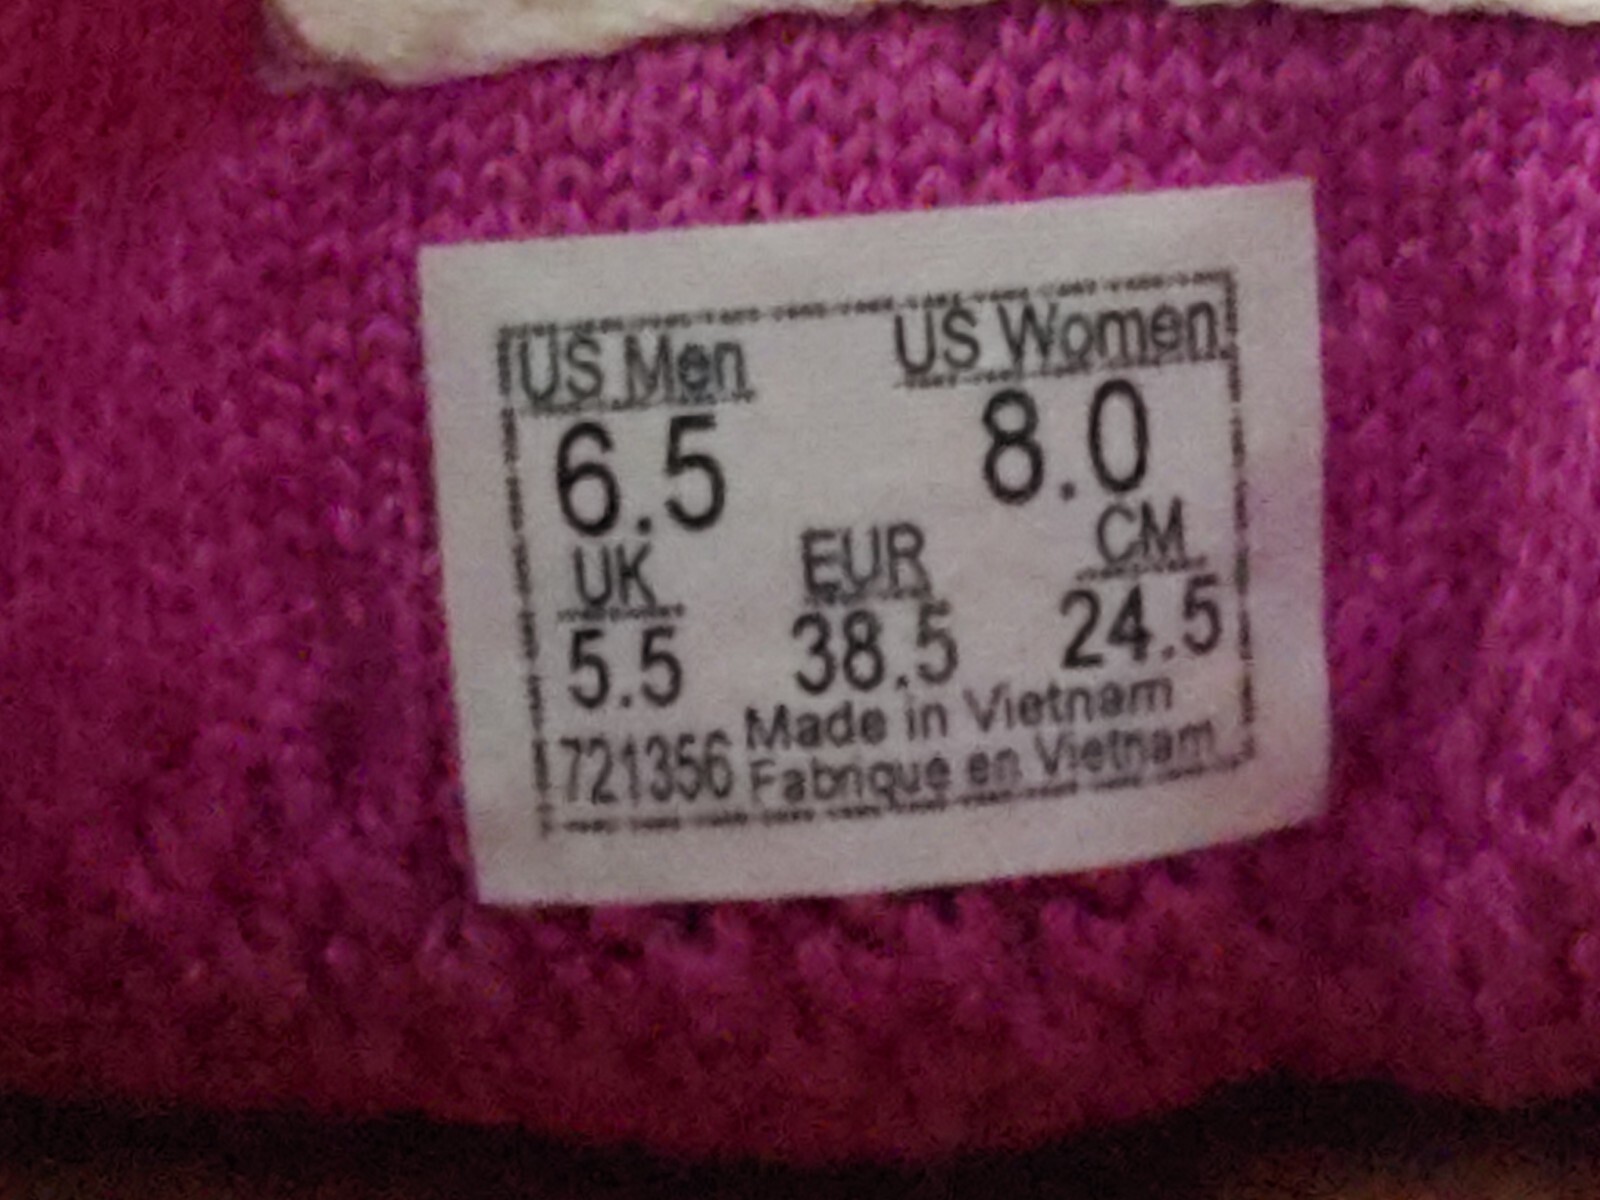 US Men US Women
6.5 8.0
UK EUR CM
5.5 38.5 24.5
721356 Made in Vietnam
Fabrique en Vietnam